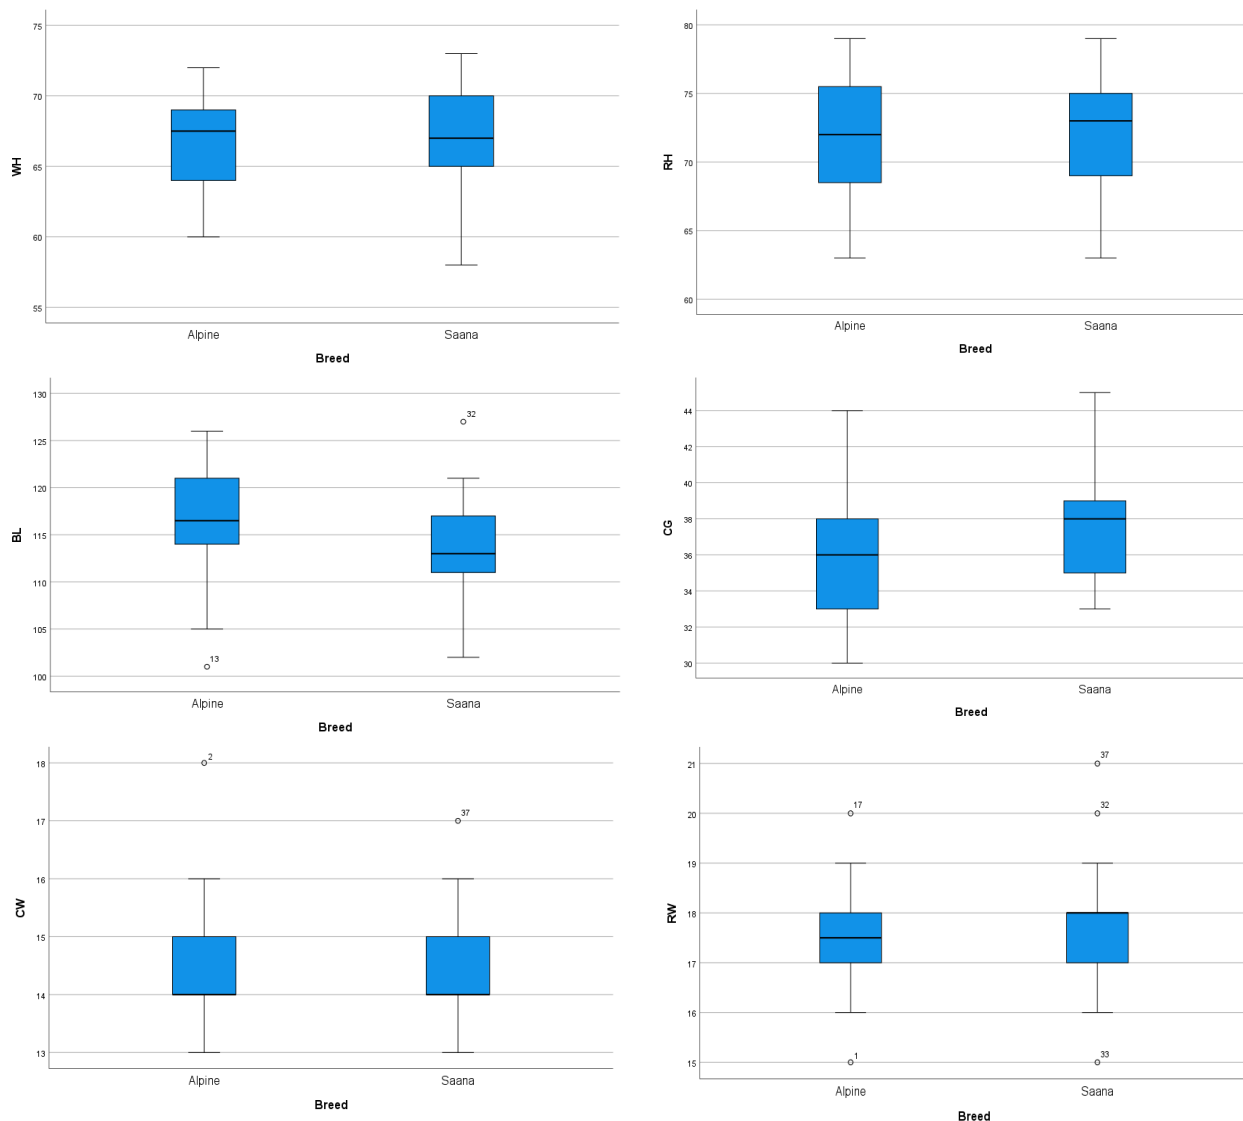 75
70
65
60
55
WH
Alpine
Saana
Breed
80
75
70
65
60
RH
Alpine
Saana
Breed
130
125
120
115
110
105
100
BL
32
13
Alpine
Saana
Breed
44
42
40
38
36
34
32
30
CG
Alpine
Saana
Breed
18
17
16
15
14
13
CW
2
37
Alpine
Saana
Breed
21
20
19
18
17
16
15
RW
37
17
32
1
33
Alpine
Saana
Breed